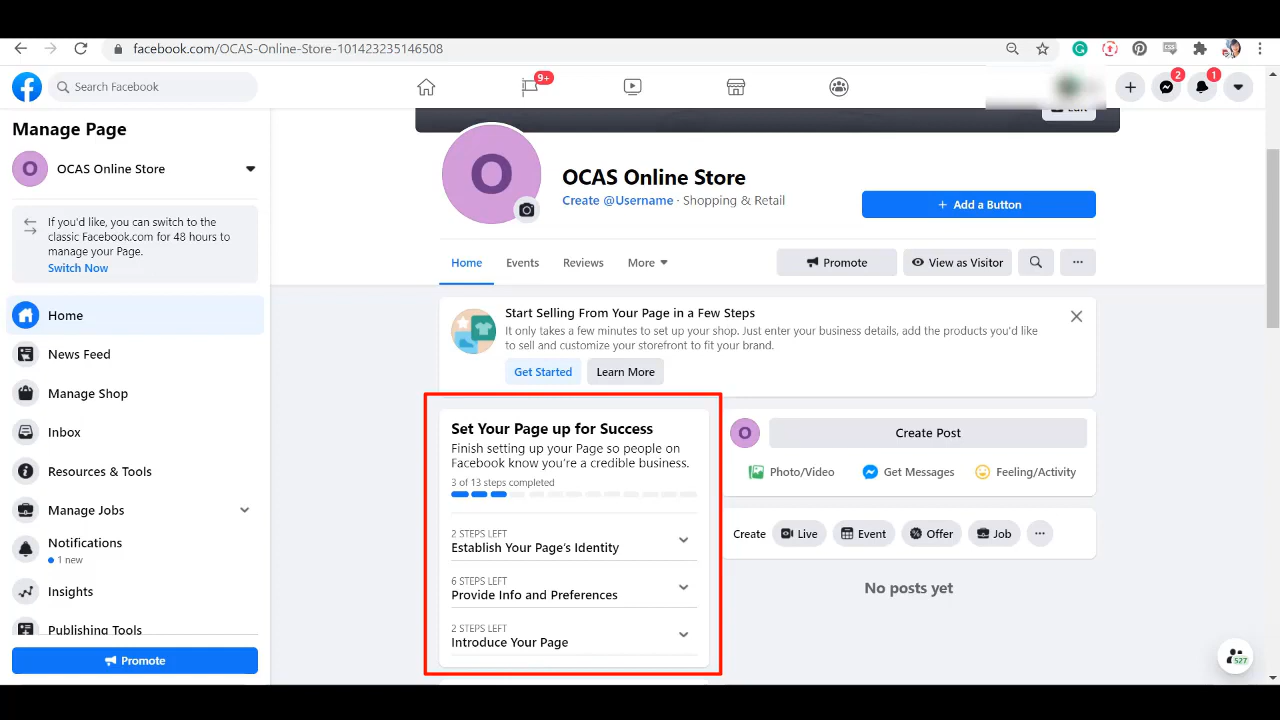 facebook.com/OCAS-Online-Store-101423235146508
Search Facebook
9+
2
1
Manage Page
O
OCAS Online Store
If you'd like, you can switch to the
classic Facebook.com for 48 hours to
manage your Page.
Switch Now
Home
News Feed
Manage Shop
Inbox
Resources & Tools
Manage Jobs
Notifications
1 new
Insights
Publishing Tools
Promote
Edit
O
OCAS Online Store
Create @Username · Shopping & Retail
+ Add a Button
Home
Events
Reviews
More
Promote
View as Visitor
Start Selling From Your Page in a Few Steps
It only takes a few minutes to set up your shop. Just enter your business details, add the products you'd like
to sell and customize your storefront to fit your brand.
Get Started
Learn More
Set Your Page up for Success
Finish setting up your Page so people on
Facebook know you're a credible business.
3 of 13 steps completed
2 STEPS LEFT
Establish Your Page's Identity
6 STEPS LEFT
Provide Info and Preferences
2 STEPS LEFT
Introduce Your Page
O
Create Post
Photo/Video
Get Messages
Feeling/Activity
Create
Live
Event
Offer
Job
No posts yet
527